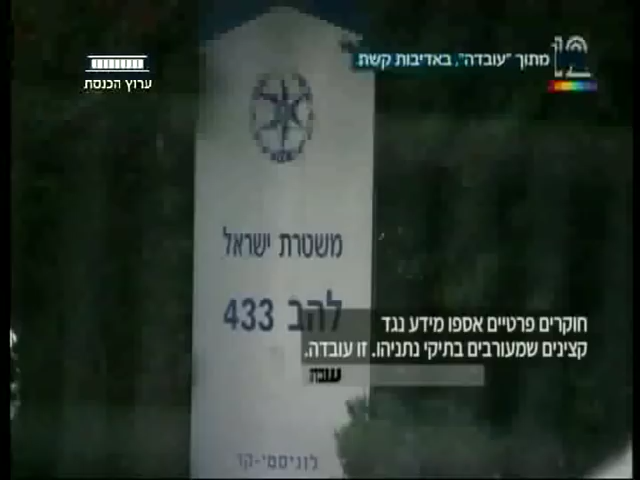 מתוך "עובדה", באדיבות קשת
12
ערוץ הכנסת
משטרת ישראל
להב 433
חוקרים פרטיים אספו מידע נגד
קצינים שמעורבים בתיקי נתניהו. זו עובדה.
עובדה